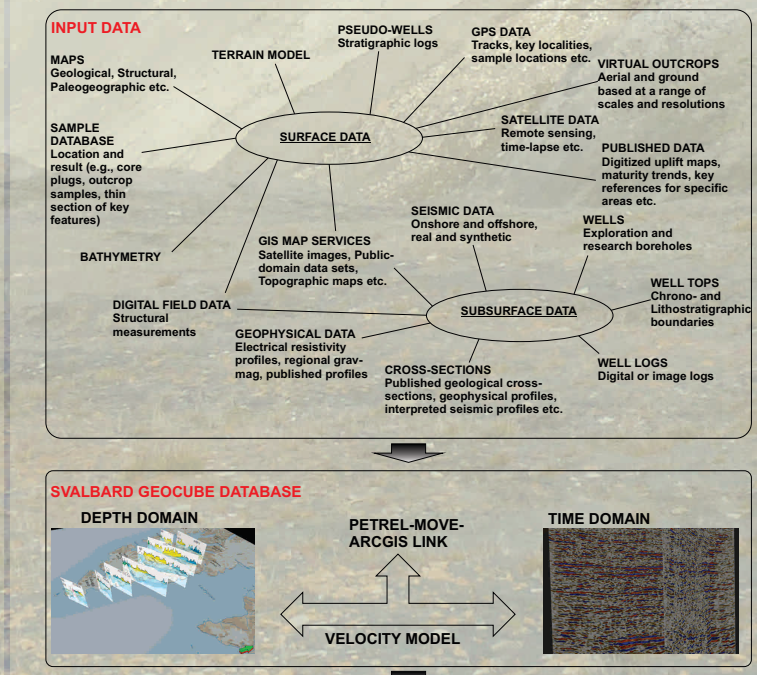 INPUT DATA
MAPS
Geological, Structural,
Paleogeographic etc.
TERRAIN MODEL
PSEUDO-WELLS
Stratigraphic logs
GPS DATA
Tracks, key localities,
sample locations etc.
VIRTUAL OUTCROPS
Aerial and ground
based at a range of
scales and resolutions
SAMPLE
DATABASE
Location and
result (e.g., core
plugs, outcrop
samples, thin
section of key
features)
SURFACE DATA
SATELLITE DATA
Remote sensing,
time-lapse etc.
PUBLISHED DATA
Digitized uplift maps,
maturity trends, key
references for specific
areas etc.
BATHYMETRY
GIS MAP SERVICES
Satellite images, Public-
domain data sets,
Topographic maps etc.
SEISMIC DATA
Onshore and offshore,
real and synthetic
WELLS
Exploration and
research boreholes
DIGITAL FIELD DATA
Structural
measurements
SUBSURFACE DATA
WELL TOPS
Chrono- and
Lithostratigraphic
boundaries
GEOPHYSICAL DATA
Electrical resistivity
profiles, regional grav-
mag, published profiles
CROSS-SECTIONS
Published geological cross-
sections, geophysical profiles,
interpreted seismic profiles etc.
WELL LOGS
Digital or image logs
SVALBARD GEOCUBE DATABASE
DEPTH DOMAIN
PETREL-MOVE-
ARCGIS LINK
TIME DOMAIN
VELOCITY MODEL